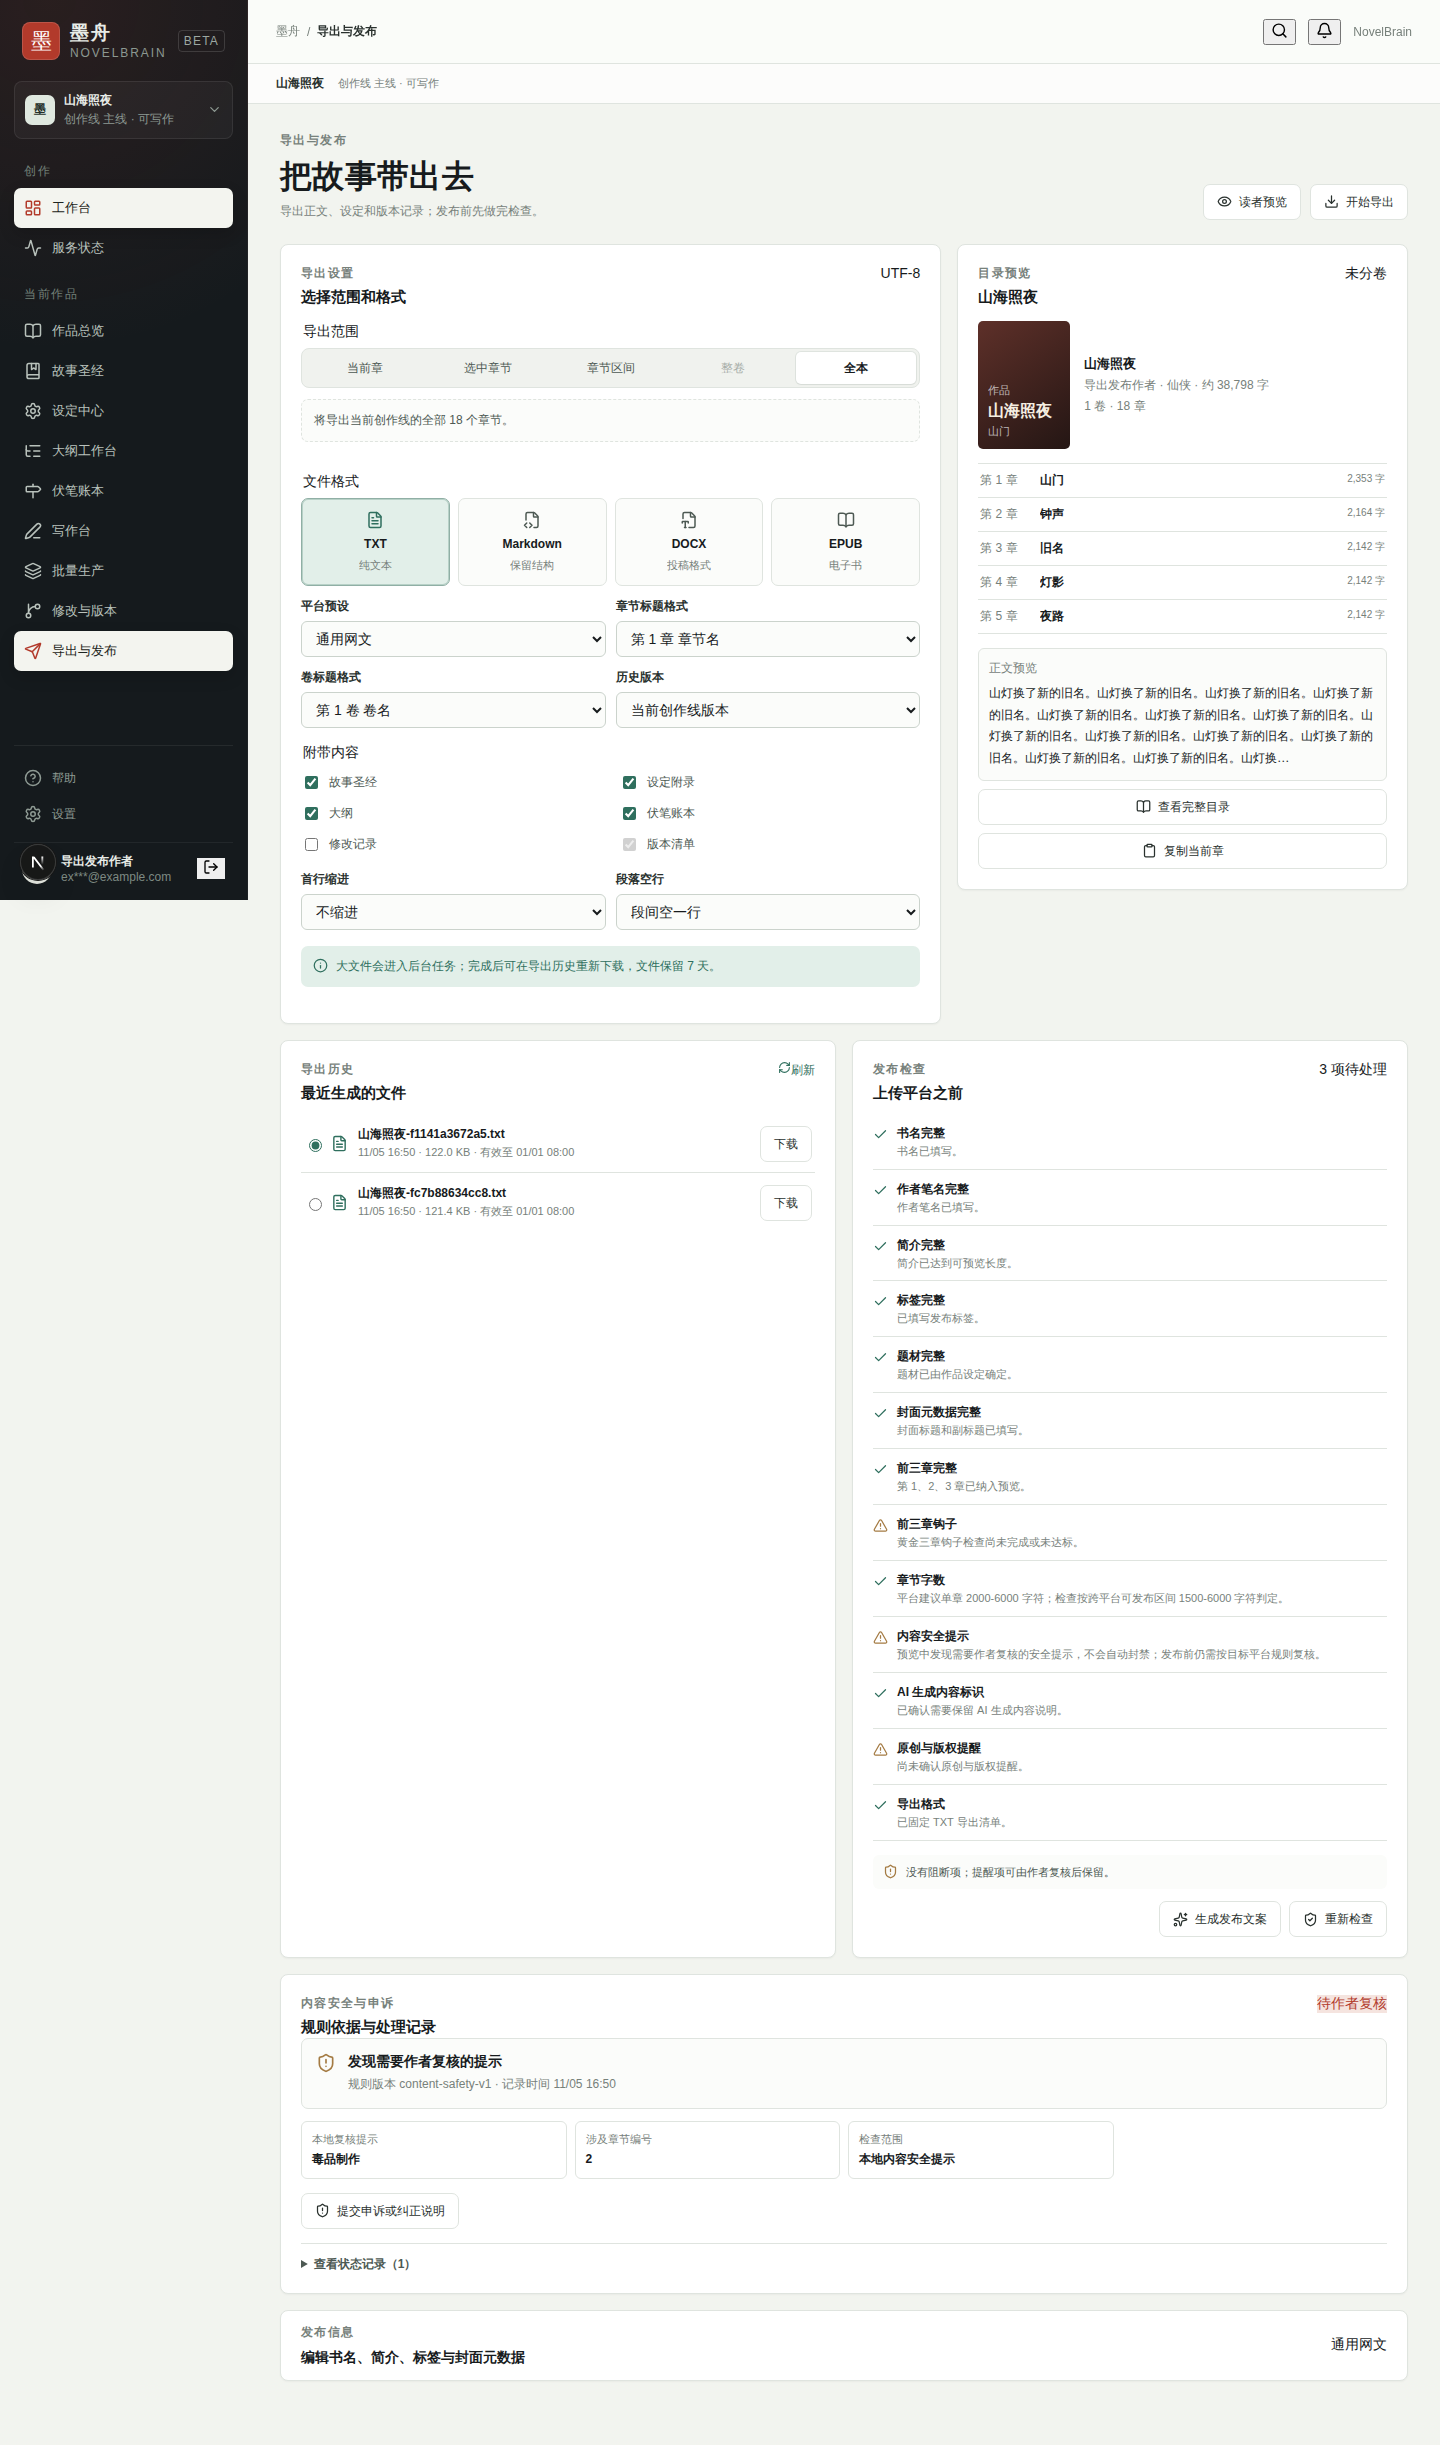 墨
墨舟
NOVELBRAIN
BETA
墨
山海照夜
创作线 主线 · 可写作
创作
工作台
服务状态
当前作品
作品总览
故事圣经
设定中心
大纲工作台
伏笔账本
写作台
批量生产
修改与版本
导出与发布
帮助
设置
N
导出发布作者
ex***@example.com
墨舟 / 导出与发布
NovelBrain
山海照夜 创作线 主线 · 可写作
导出与发布
把故事带出去
导出正文、设定和版本记录；发布前先做完检查。
读者预览
开始导出
导出设置
UTF-8
选择范围和格式
导出范围
当前章 选中章节 章节区间 整卷 全本
将导出当前创作线的全部 18 个章节。
文件格式
TXT
纯文本
Markdown
保留结构
DOCX
投稿格式
EPUB
电子书
平台预设
通用网文
章节标题格式
第 1 章 章节名
卷标题格式
第 1 卷 卷名
历史版本
当前创作线版本
附带内容
故事圣经
设定附录
大纲
伏笔账本
修改记录
版本清单
首行缩进
不缩进
段落空行
段间空一行
大文件会进入后台任务；完成后可在导出历史重新下载，文件保留 7 天。
目录预览
未分卷
山海照夜
作品
山海照夜
山门
山海照夜
导出发布作者 · 仙侠 · 约 38,798 字
1 卷 · 18 章
第 1 章 山门 2,353 字
第 2 章 钟声 2,164 字
第 3 章 旧名 2,142 字
第 4 章 灯影 2,142 字
第 5 章 夜路 2,142 字
正文预览
山灯换了新的旧名。山灯换了新的旧名。山灯换了新的旧名。山灯换了新
的旧名。山灯换了新的旧名。山灯换了新的旧名。山灯换了新的旧名。山
灯换了新的旧名。山灯换了新的旧名。山灯换了新的旧名。山灯换了新的
旧名。山灯换了新的旧名。山灯换了新的旧名。山灯换…
查看完整目录
复制当前章
导出历史
刷新
最近生成的文件
山海照夜-f1141a3672a5.txt
11/05 16:50 · 122.0 KB · 有效至 01/01 08:00
下载
山海照夜-fc7b88634cc8.txt
11/05 16:50 · 121.4 KB · 有效至 01/01 08:00
下载
发布检查
3 项待处理
上传平台之前
书名完整
书名已填写。
作者笔名完整
作者笔名已填写。
简介完整
简介已达到可预览长度。
标签完整
已填写发布标签。
题材完整
题材已由作品设定确定。
封面元数据完整
封面标题和副标题已填写。
前三章完整
第 1、2、3 章已纳入预览。
前三章钩子
黄金三章钩子检查尚未完成或未达标。
章节字数
平台建议单章 2000-6000 字符；检查按跨平台可发布区间 1500-6000 字符判定。
内容安全提示
预览中发现需要作者复核的安全提示，不会自动封禁；发布前仍需按目标平台规则复核。
AI 生成内容标识
已确认需要保留 AI 生成内容说明。
原创与版权提醒
尚未确认原创与版权提醒。
导出格式
已固定 TXT 导出清单。
没有阻断项；提醒项可由作者复核后保留。
生成发布文案
重新检查
内容安全与申诉
待作者复核
规则依据与处理记录
发现需要作者复核的提示
规则版本 content-safety-v1 · 记录时间 11/05 16:50
本地复核提示
毒品制作
涉及章节编号
2
检查范围
本地内容安全提示
提交申诉或纠正说明
查看状态记录（1）
发布信息
编辑书名、简介、标签与封面元数据
通用网文